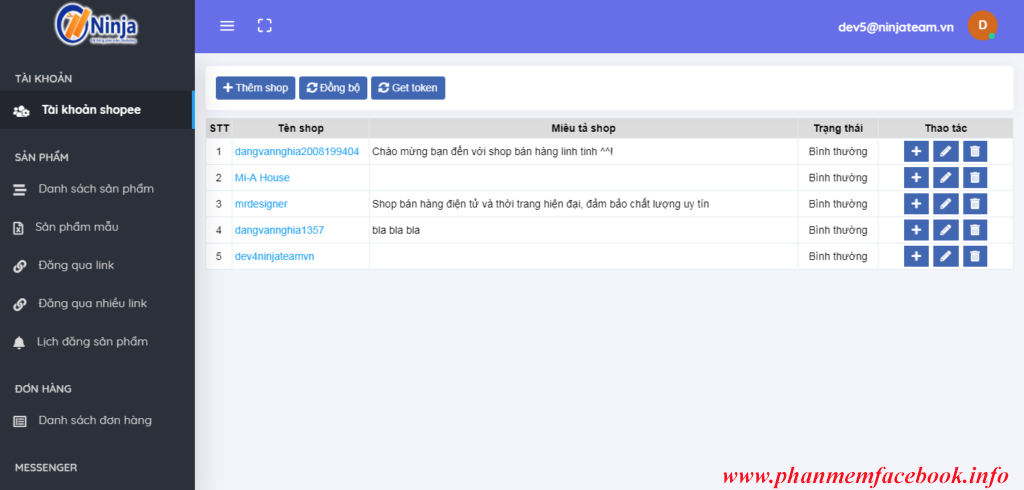 Ninja
dev5@ninjateam.vn
D
TÀI KHOẢN
Tài khoản shopee
SẢN PHẨM
Danh sách sản phẩm
Sản phẩm mẫu
Đăng qua link
Đăng qua nhiều link
Lịch đăng sản phẩm
ĐƠN HÀNG
Danh sách đơn hàng
MESSENGER
Thêm shop Đồng bộ Get token
STT Tên shop Miêu tả shop Trạng thái Thao tác
1 dangvannghia2008199404 Chào mừng bạn đến với shop bán hàng linh tinh ^^! Bình thường
2 Mi-A House Bình thường
3 mrdesigner Shop bán hàng điện tử và thời trang hiện đại, đảm bảo chất lượng uy tín Bình thường
4 dangvannghia1357 bla bla bla Bình thường
5 dev4ninjateamvn Bình thường
www.phanmemfacebook.info